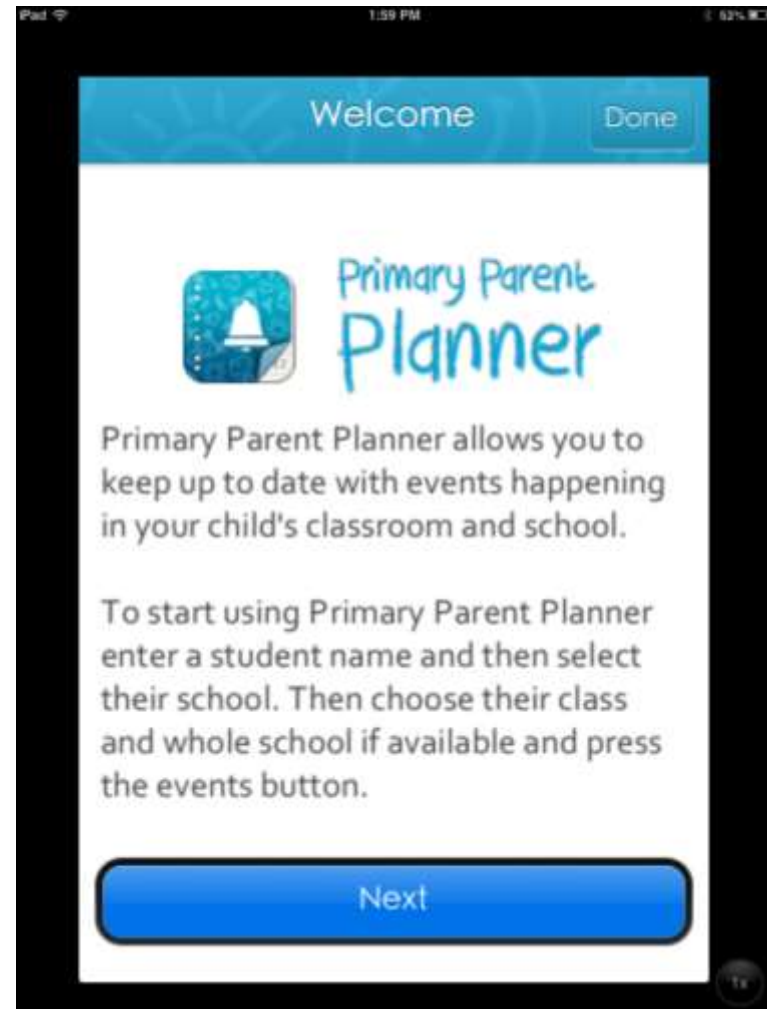 iPad 1:59 PM 52%
Welcome
Done
Primary Parent
Planner
Primary Parent Planner allows you to
keep up to date with events happening
in your child's classroom and school.
To start using Primary Parent Planner
enter a student name and then select
their school. Then choose their class
and whole school if available and press
the events button.
Next
1x